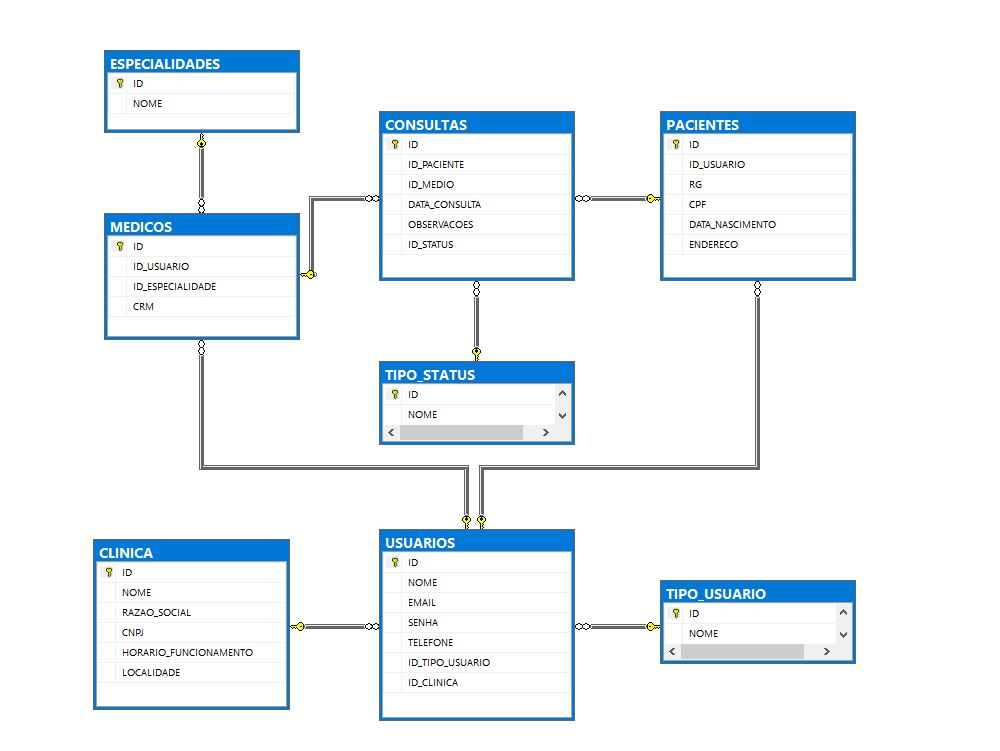 ESPECIALIDADES
ID
NOME
CONSULTAS
ID
ID_PACIENTE
ID_MEDIO
DATA_CONSULTA
OBSERVACOES
ID_STATUS
PACIENTES
ID
ID_USUARIO
RG
CPF
DATA_NASCIMENTO
ENDERECO
MEDICOS
ID
ID_USUARIO
ID_ESPECIALIDADE
CRM
TIPO_STATUS
ID
NOME
CLINICA
ID
NOME
RAZAO_SOCIAL
CNPJ
HORARIO_FUNCIONAMENTO
LOCALIDADE
USUARIOS
ID
NOME
EMAIL
SENHA
TELEFONE
ID_TIPO_USUARIO
ID_CLINICA
TIPO_USUARIO
ID
NOME